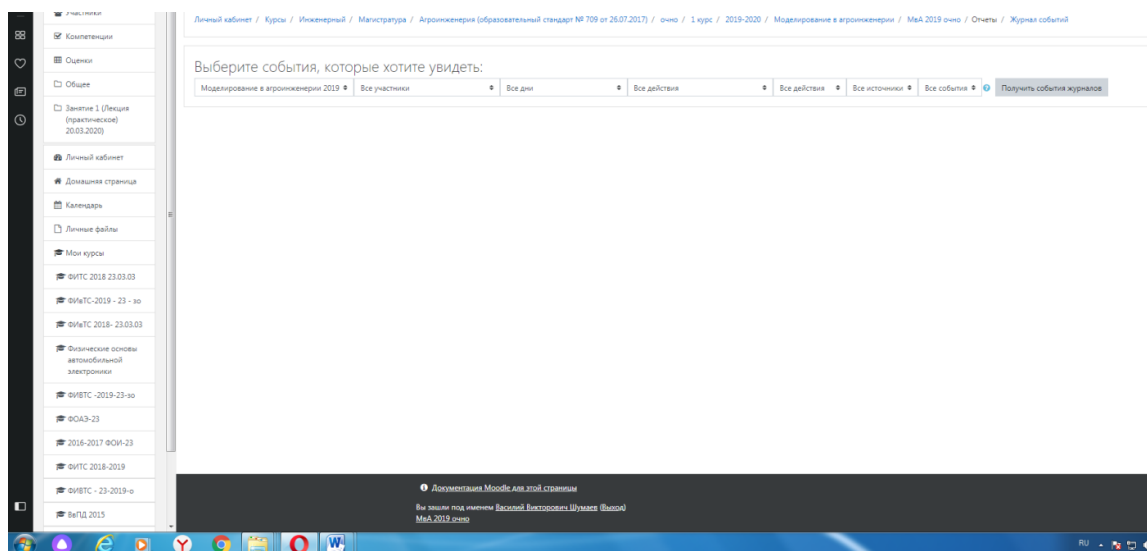 Участники
Компетенции
Оценки
Общее
Занятие 1 (Лекция
(практическое)
20.03.2020)
Личный кабинет
Домашняя страница
Календарь
Личные файлы
Мои курсы
ФИТС 2018 23.03.03
ФИвТС-2019 - 23 - зо
ФИвТС 2018- 23.03.03
Физические основы
автомобильной
электроники
ФИВТС -2019-23-зо
ФОАЭ-23
2016-2017 ФОИ-23
ФИТС 2018-2019
ФИВТС - 23-2019-о
ВвПД 2015
Личный кабинет / Курсы / Инженерный / Магистратура / Агроинженерия (образовательный стандарт № 709 от 26.07.2017) / очно / 1 курс / 2019-2020 / Моделирование в агроинженерии / МвА 2019 очно / Отчеты / Журнал событий
Выберите события, которые хотите увидеть:
Моделирование в агроинженерии 2019 Все участники Все дни Все действия Все действия Все источники Все события Получить события журналов
Документация Moodle для этой страницы
Вы зашли под именем Василий Викторович Шумаев (Выход)
МвА 2019 очно
RU